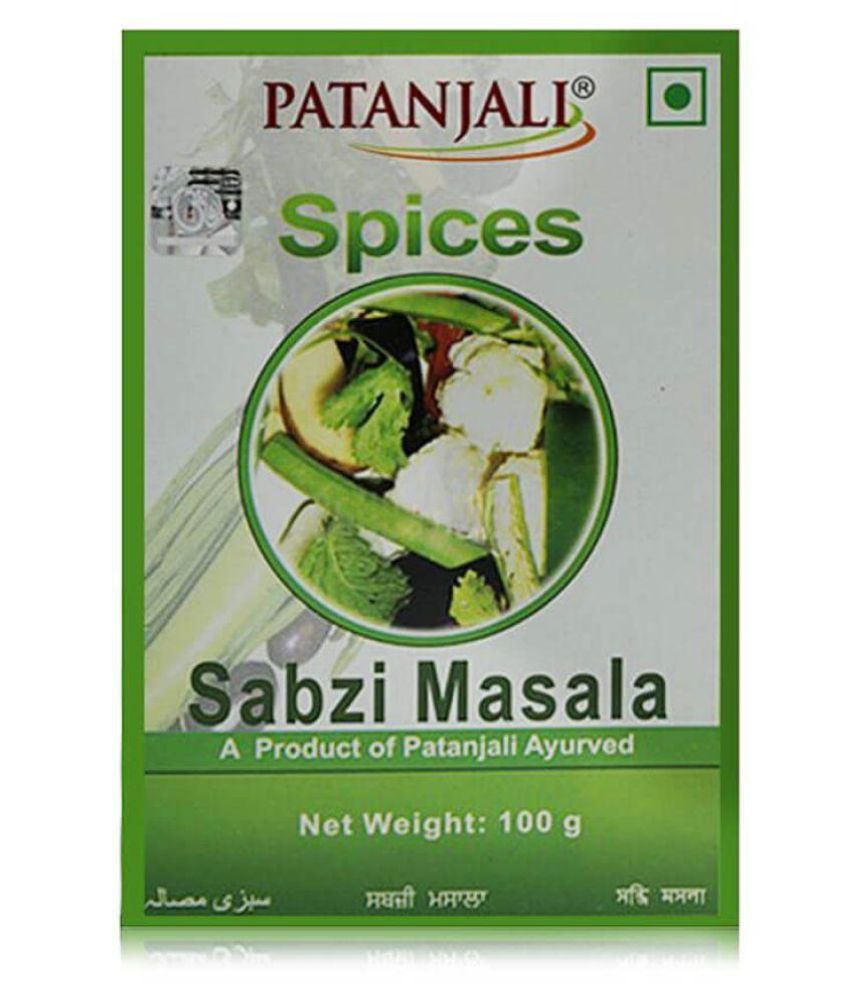 PATANJALI®
Spices
Sabzi Masala
A Product of Patanjali Ayurved
Net Weight: 100 g
سبزی مصالہ ਸਬਜ਼ੀ ਮਸਾਲਾ সব্জি মসলা